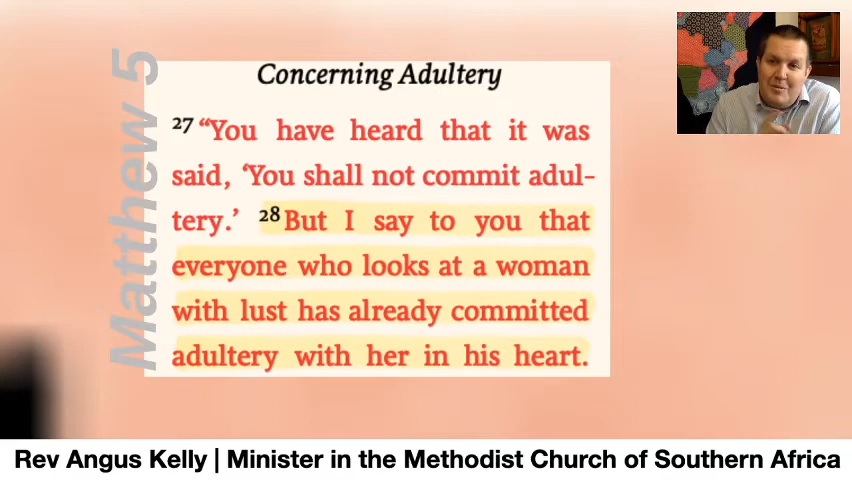 Matthew 5
Concerning Adultery
27 “You have heard that it was
said, ‘You shall not commit adul-
tery.’ 28 But I say to you that
everyone who looks at a woman
with lust has already committed
adultery with her in his heart.
Rev Angus Kelly | Minister in the Methodist Church of Southern Africa